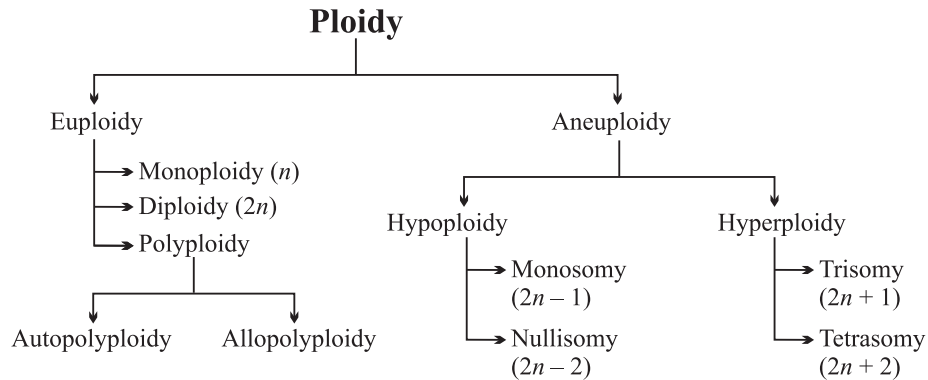 Ploidy
Euploidy
Aneuploidy
Monoploidy (n)
Diploidy (2n)
Polyploidy
Autopolyploidy
Allopolyploidy
Hypoploidy
Hyperploidy
Monosomy
(2n – 1)
Nullisomy
(2n – 2)
Trisomy
(2n + 1)
Tetrasomy
(2n + 2)